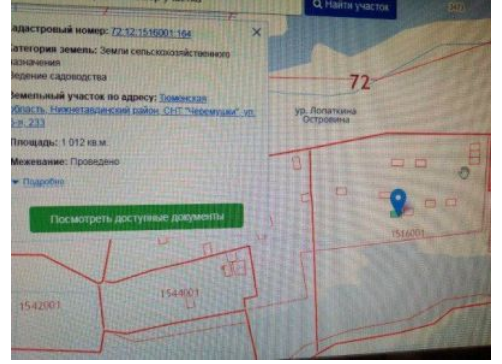 Найти участок
Кадастровый номер: 72:12:1516001:164
Категория земель: Земли сельскохозяйственного
назначения
ведение садоводства
Земельный участок по адресу: Тюменская
область, Нижнетавдинский район, СНТ "Черемушки", ул.
233
Площадь: 1 012 кв.м.
Межевание: Проведено
Подробно
Посмотреть доступные документы
72
ур. Лопаткина
Островина
1516001
1544001
1542001